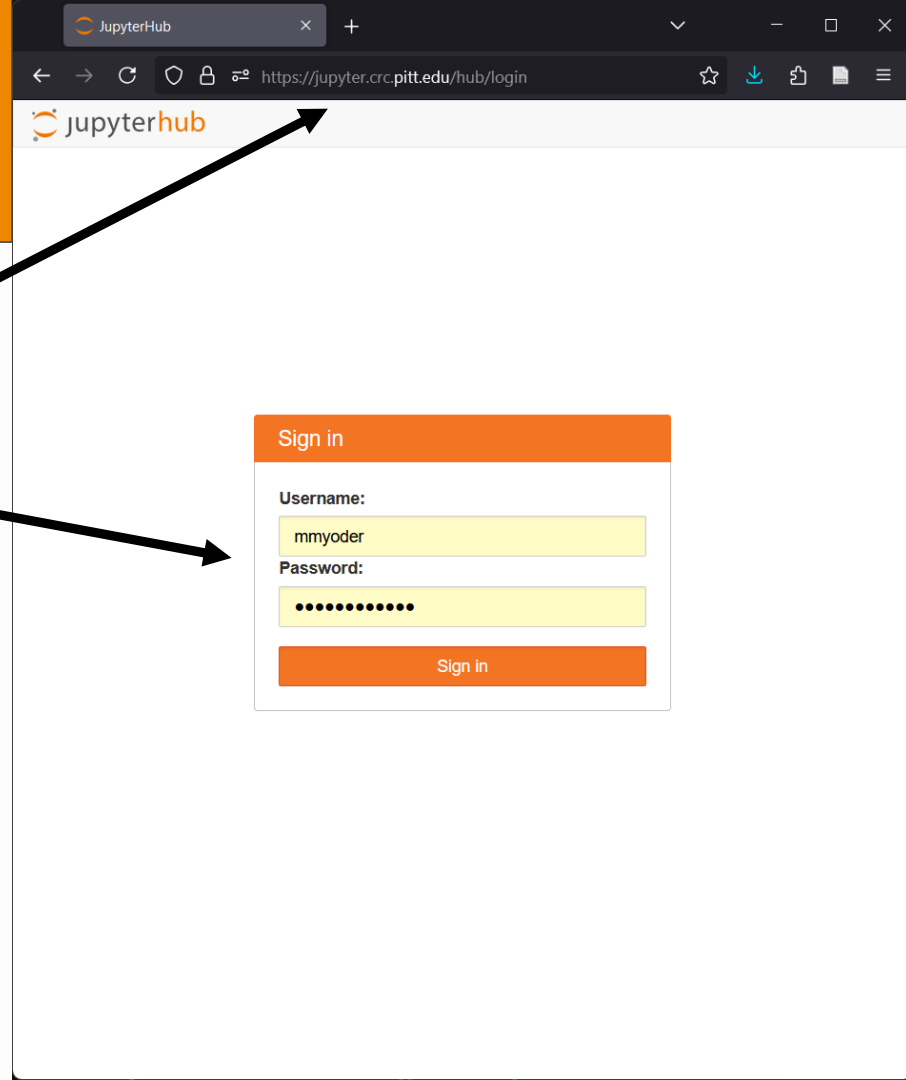 JupyterHub
https://jupyter.crc.pitt.edu/hub/login
jupyterhub
Sign in
Username:
mmyoder
Password:
••••••••••••
Sign in